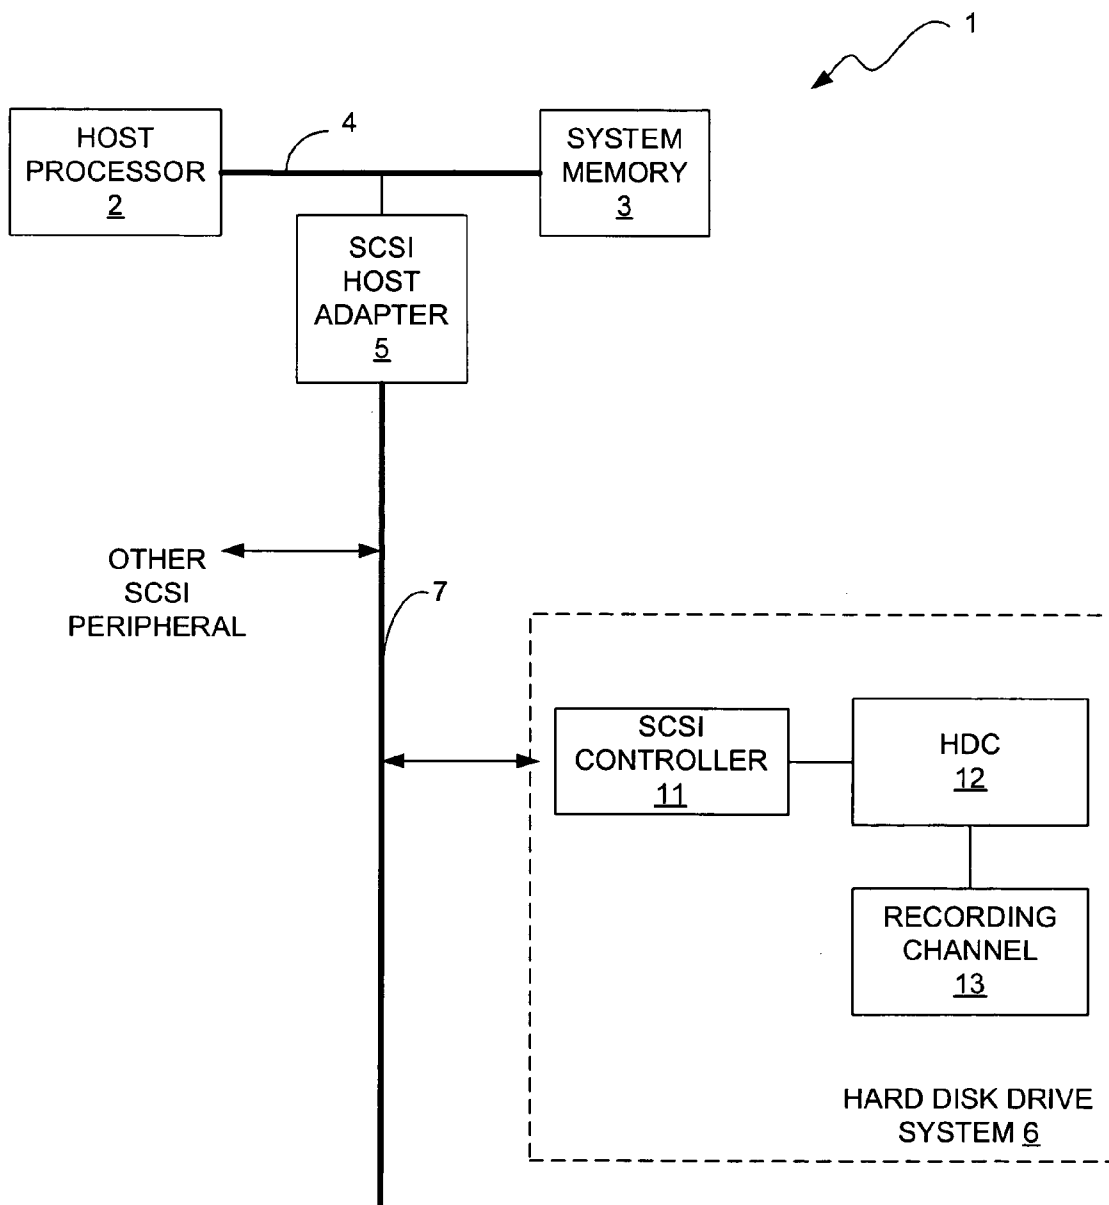 1
HOST
PROCESSOR
2
4
SYSTEM
MEMORY
3
SCSI
HOST
ADAPTER
5
OTHER
SCSI
PERIPHERAL
7
SCSI
CONTROLLER
11
HDC
12
RECORDING
CHANNEL
13
HARD DISK DRIVE
SYSTEM 6